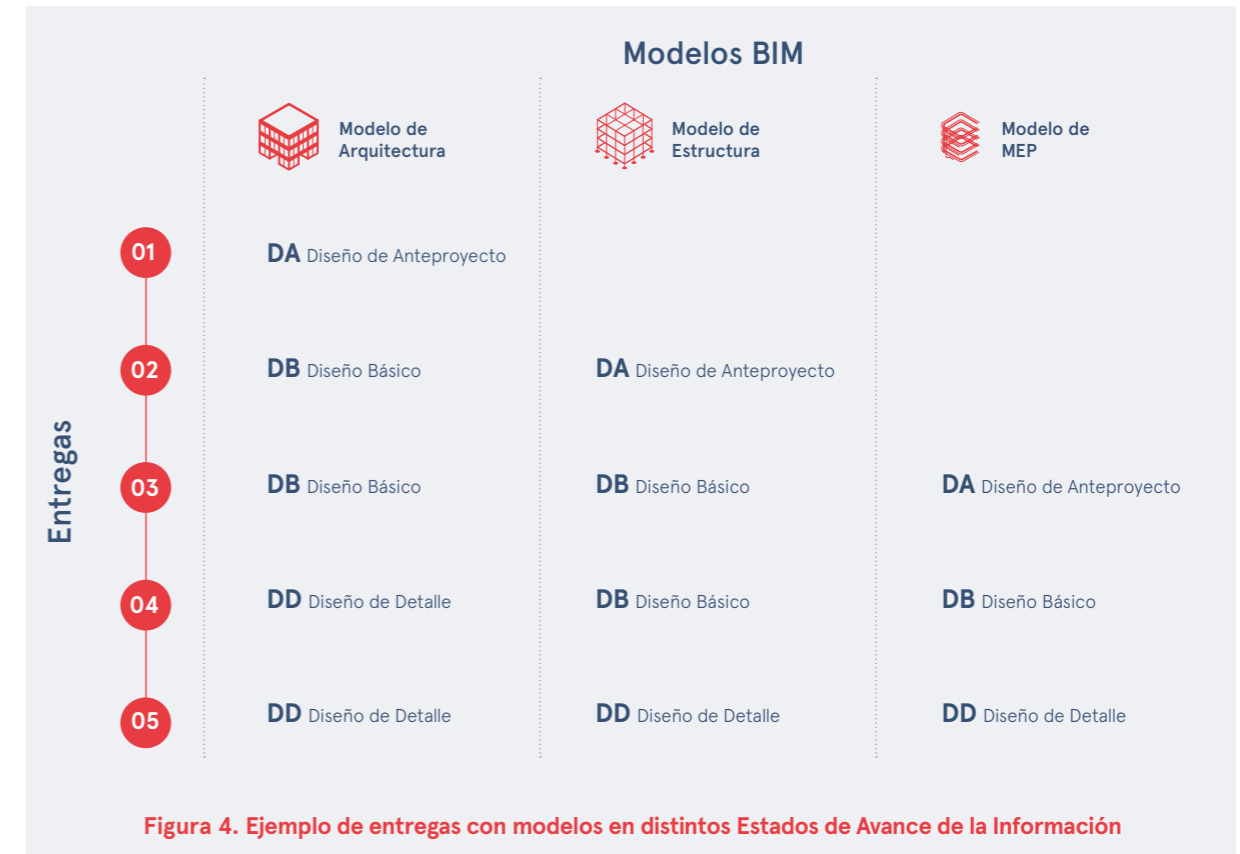 Modelos BIM
Modelo de
Arquitectura
Modelo de
Estructura
Modelo de
MEP
Entregas
01
DA Diseño de Anteproyecto
02
DB Diseño Básico
DA Diseño de Anteproyecto
03
DB Diseño Básico
DB Diseño Básico
DA Diseño de Anteproyecto
04
DD Diseño de Detalle
DB Diseño Básico
DB Diseño Básico
05
DD Diseño de Detalle
DD Diseño de Detalle
DD Diseño de Detalle
Figura 4. Ejemplo de entregas con modelos en distintos Estados de Avance de la Información